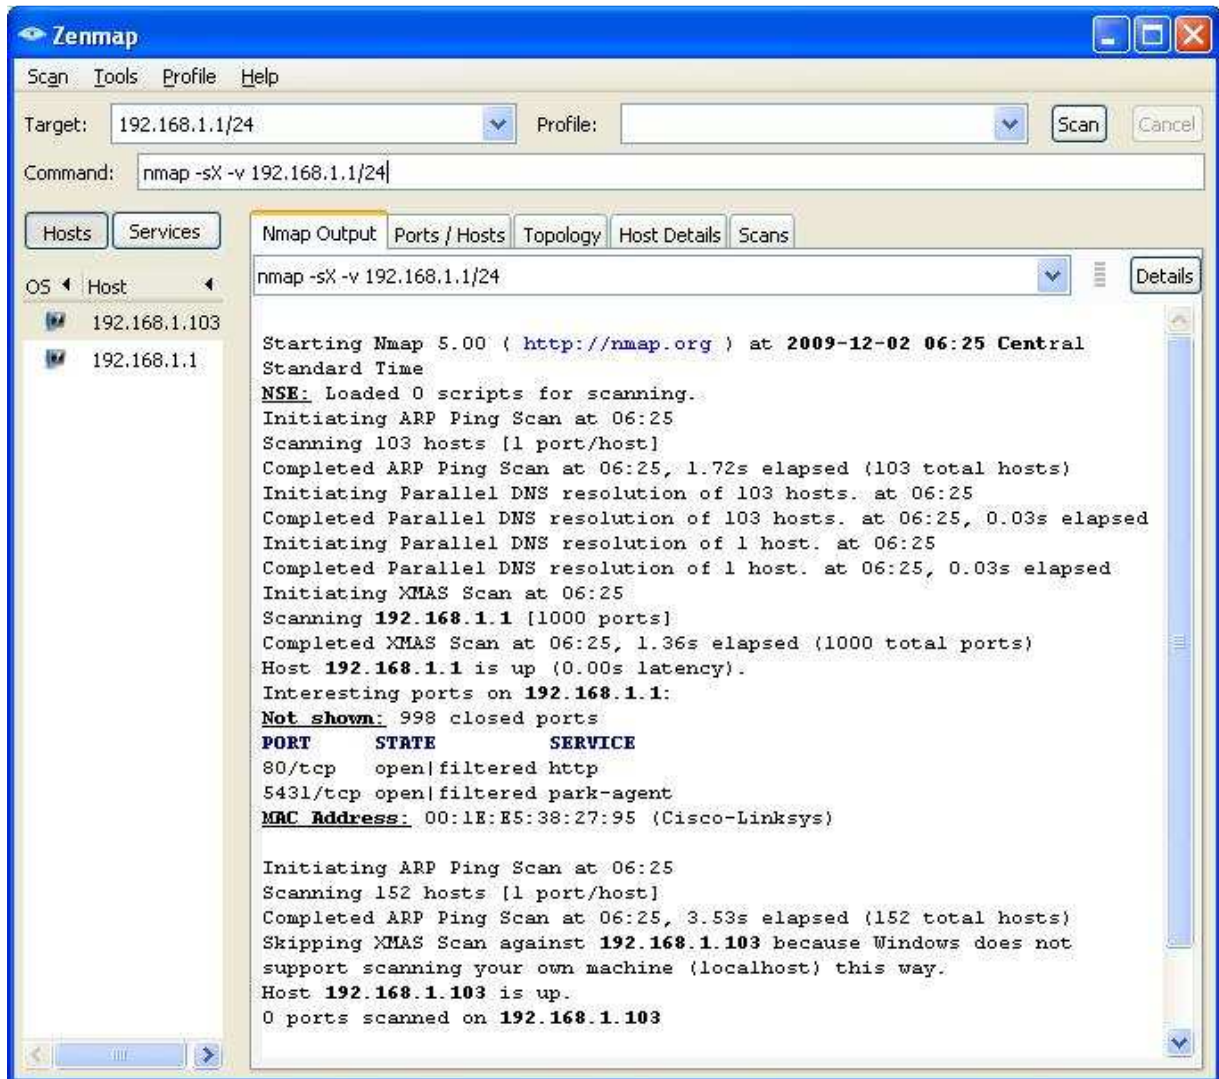 Zenmap
Scan Tools Profile Help
Target: 192.168.1.1/24 Profile: Scan Cancel
Command: nmap -sX -v 192.168.1.1/24
Hosts Services
Nmap Output Ports / Hosts Topology Host Details Scans
OS Host
nmap -sX -v 192.168.1.1/24 Details
192.168.1.103
192.168.1.1
Starting Nmap 5.00 ( http://nmap.org ) at 2009-12-02 06:25 Central
Standard Time
NSE: Loaded 0 scripts for scanning.
Initiating ARP Ping Scan at 06:25
Scanning 103 hosts [1 port/host]
Completed ARP Ping Scan at 06:25, 1.72s elapsed (103 total hosts)
Initiating Parallel DNS resolution of 103 hosts. at 06:25
Completed Parallel DNS resolution of 103 hosts. at 06:25, 0.03s elapsed
Initiating Parallel DNS resolution of 1 host. at 06:25
Completed Parallel DNS resolution of 1 host. at 06:25, 0.03s elapsed
Initiating XMAS Scan at 06:25
Scanning 192.168.1.1 [1000 ports]
Completed XMAS Scan at 06:25, 1.36s elapsed (1000 total ports)
Host 192.168.1.1 is up (0.00s latency).
Interesting ports on 192.168.1.1:
Not shown: 998 closed ports
PORT STATE SERVICE
80/tcp open|filtered http
5431/tcp open|filtered park-agent
MAC Address: 00:1E:E5:38:27:95 (Cisco-Linksys)
Initiating ARP Ping Scan at 06:25
Scanning 152 hosts [1 port/host]
Completed ARP Ping Scan at 06:25, 3.53s elapsed (152 total hosts)
Skipping XMAS Scan against 192.168.1.103 because Windows does not
support scanning your own machine (localhost) this way.
Host 192.168.1.103 is up.
0 ports scanned on 192.168.1.103